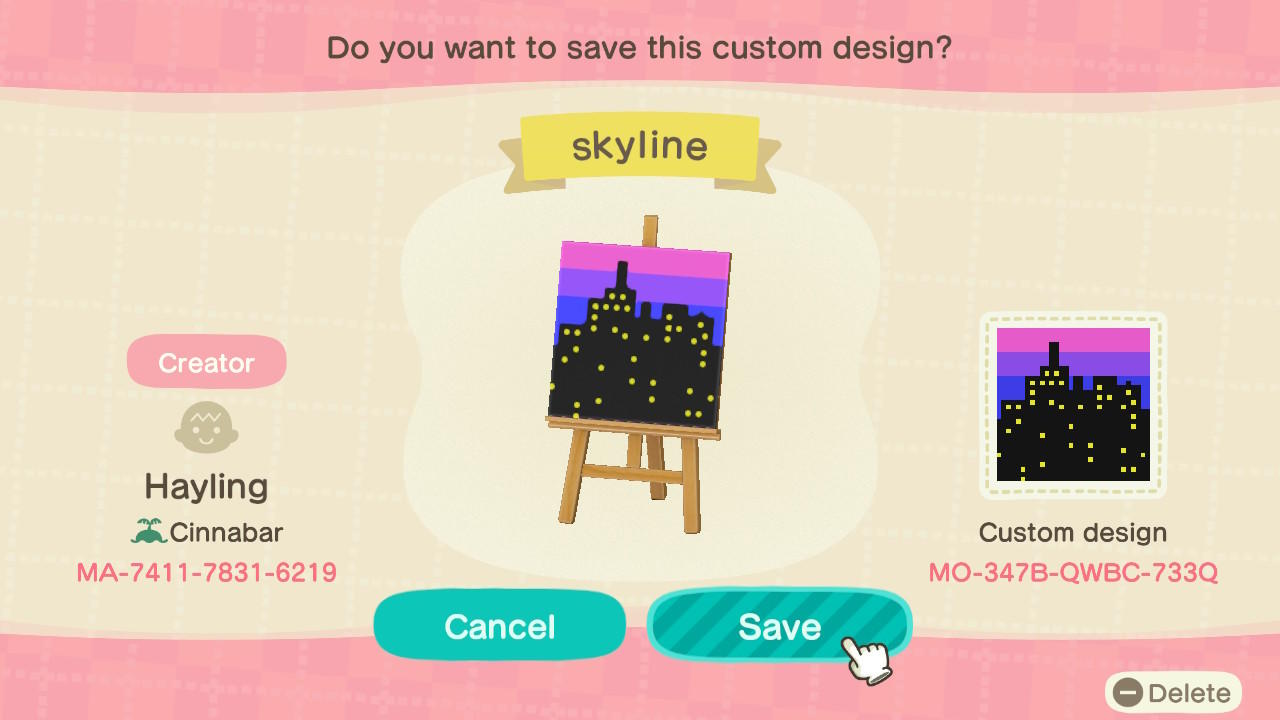 Do you want to save this custom design?
skyline
Creator
Hayling
Cinnabar
MA-7411-7831-6219
Custom design
MO-347B-QWBC-733Q
Cancel
Save
Delete